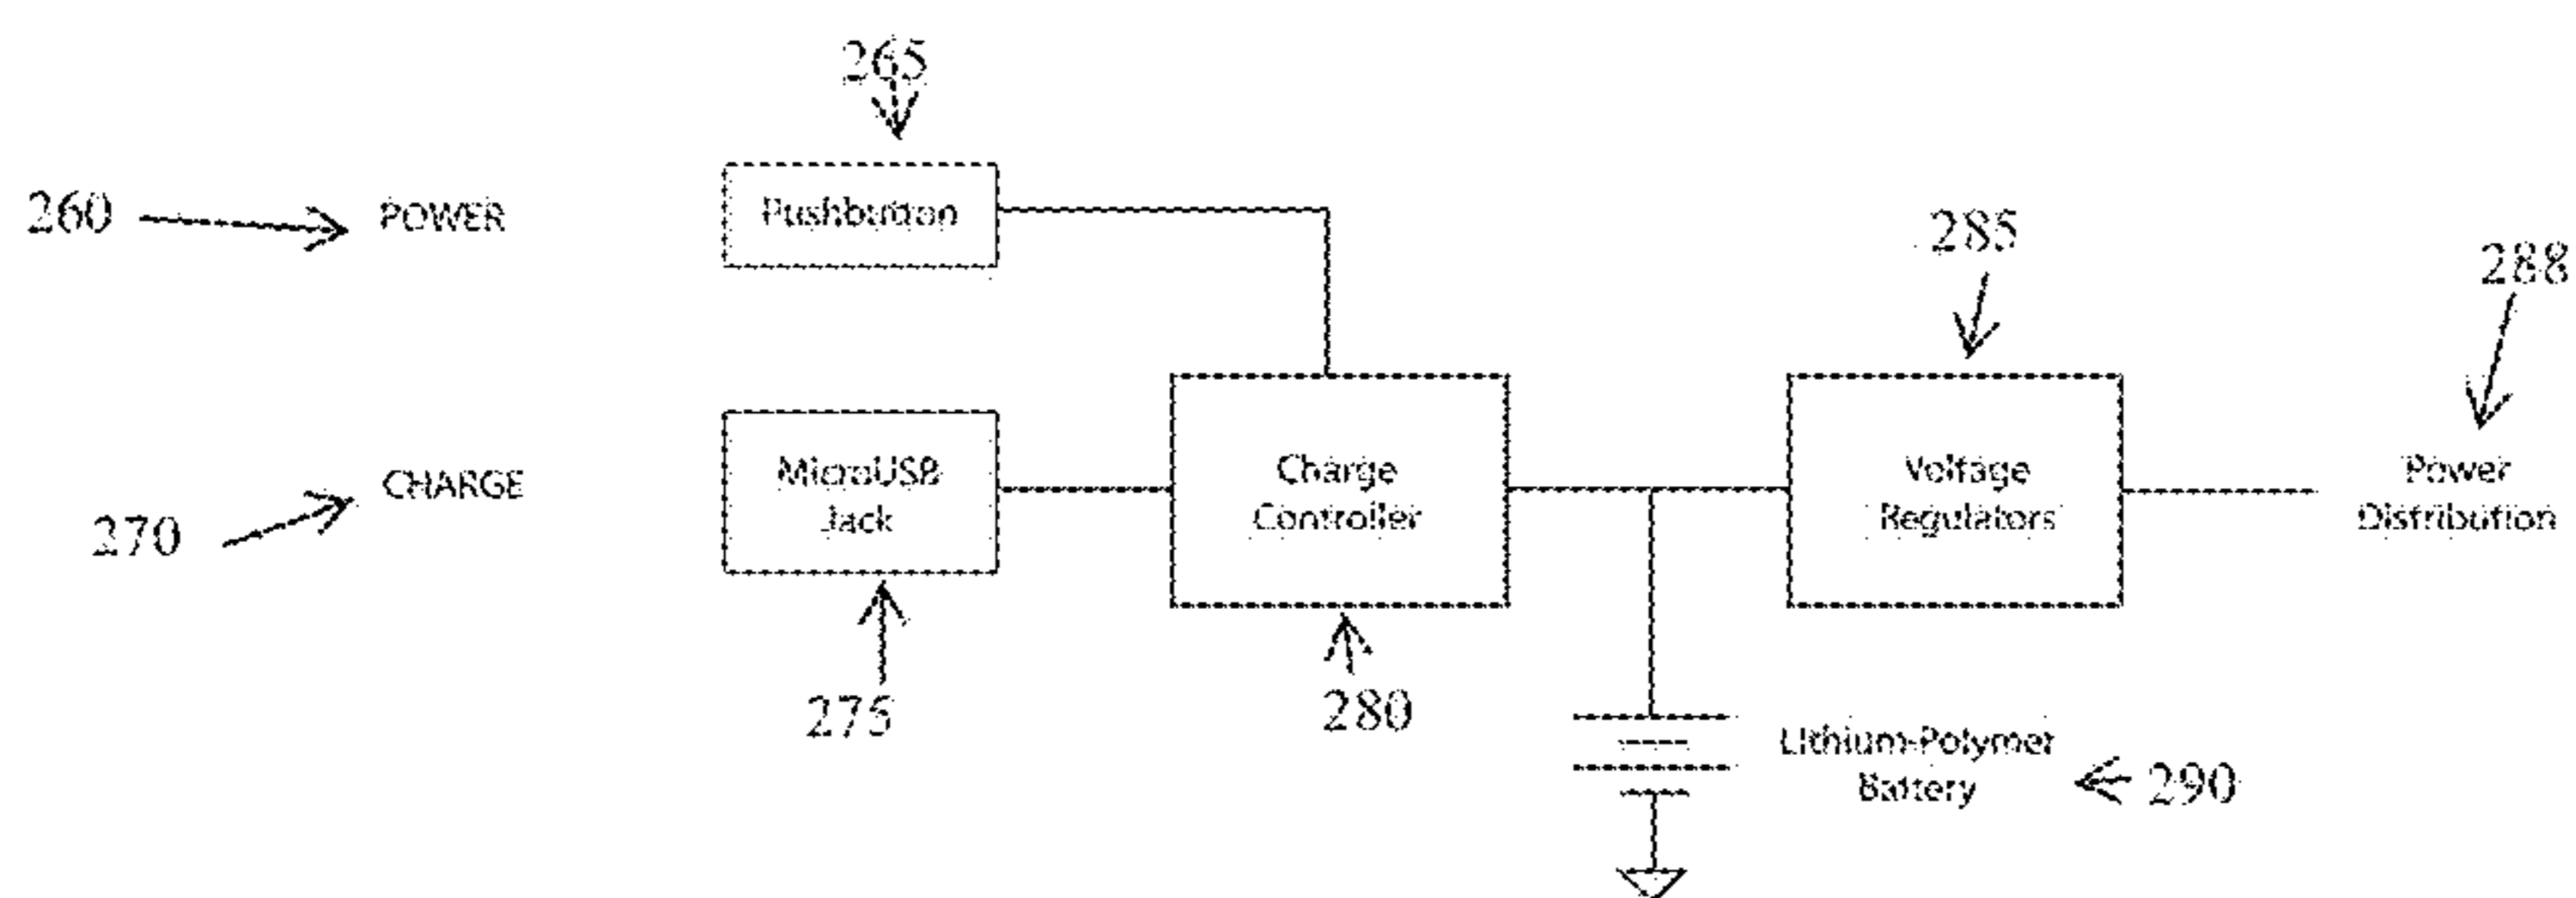 265
260
POWER
Pushbutton
285
288
270
CHARGE
MicroUSB
Jack
Charge
Controller
Voltage
Regulators
Power
Distribution
275
280
Lithium-Polymer
Battery
290